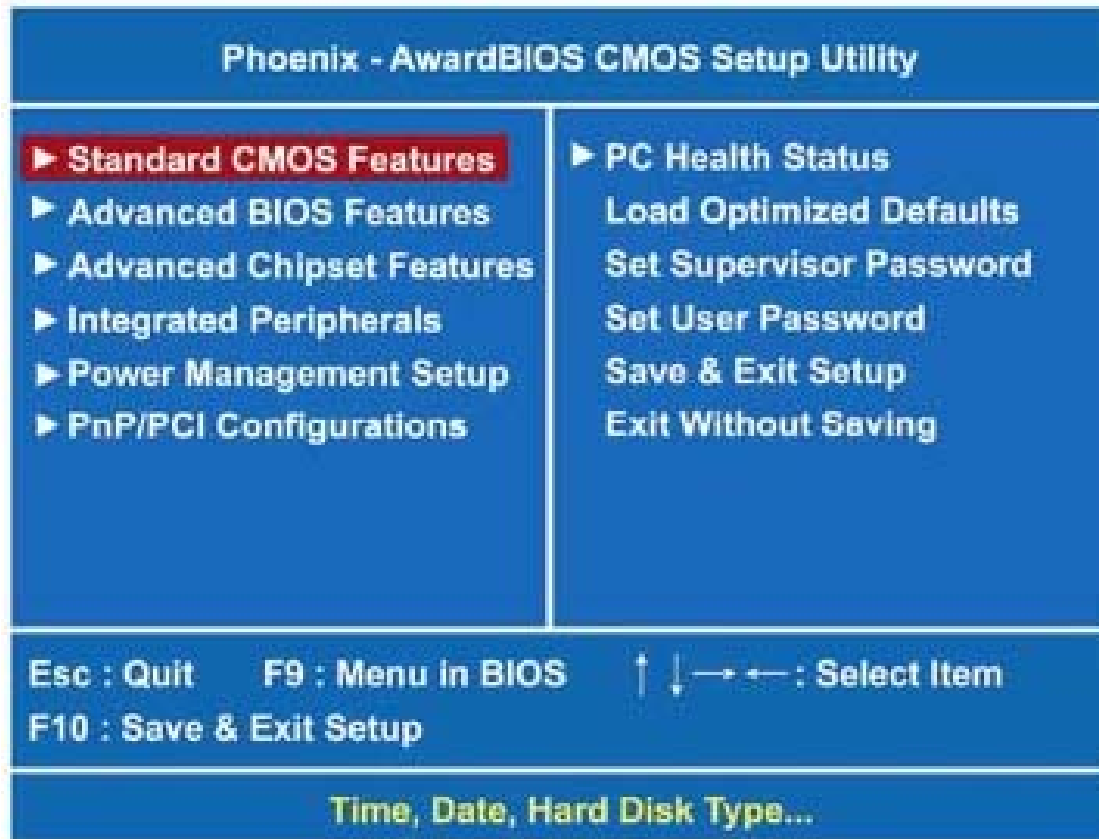 Phoenix - AwardBIOS CMOS Setup Utility
► Standard CMOS Features
► Advanced BIOS Features
► Advanced Chipset Features
► Integrated Peripherals
► Power Management Setup
► PnP/PCI Configurations
► PC Health Status
Load Optimized Defaults
Set Supervisor Password
Set User Password
Save & Exit Setup
Exit Without Saving
Esc : Quit F9 : Menu in BIOS ↑ ↓ → ← : Select Item
F10 : Save & Exit Setup
Time, Date, Hard Disk Type...